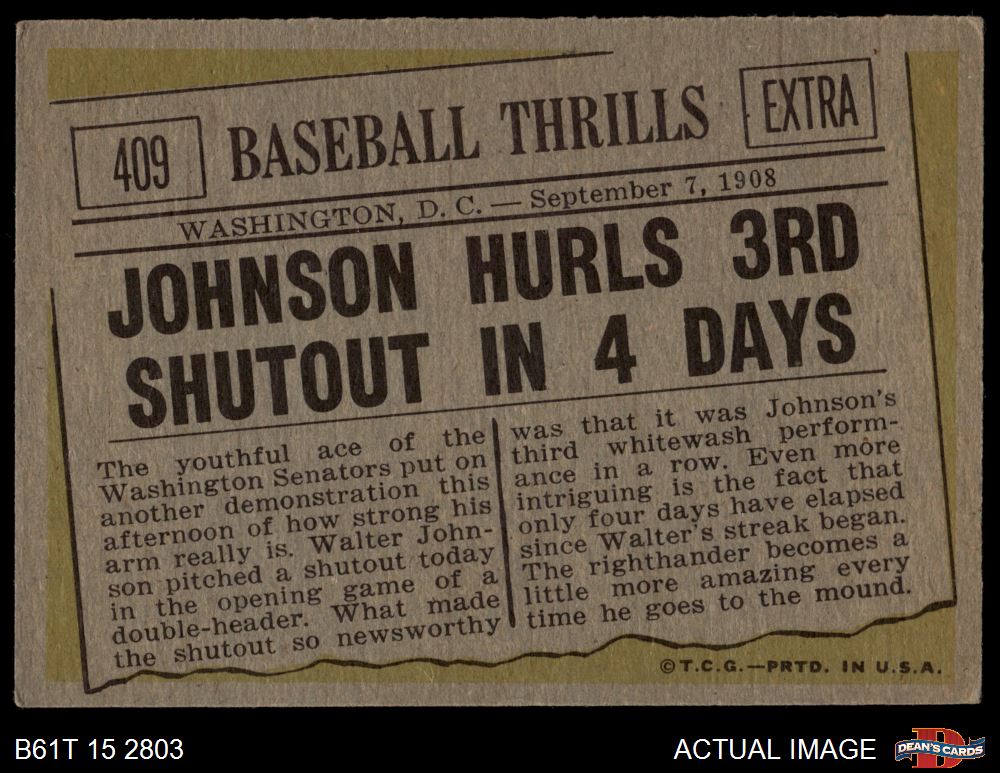 409
BASEBALL THRILLS
EXTRA
WASHINGTON, D. C. — September 7, 1908
JOHNSON HURLS 3RD
SHUTOUT IN 4 DAYS
The youthful ace of the
Washington Senators put on
another demonstration this
afternoon of how strong his
arm really is. Walter John-
son pitched a shutout today
in the opening game of a
double-header. What made
the shutout so newsworthy
was that it was Johnson's
third whitewash perform-
ance in a row. Even more
intriguing is the fact that
only four days have elapsed
since Walter's streak began.
The righthander becomes a
little more amazing every
time he goes to the mound.
©T.C.G.—PRTD. IN U.S.A.
B61T 15 2803
ACTUAL IMAGE
D
DEAN'S CARDS